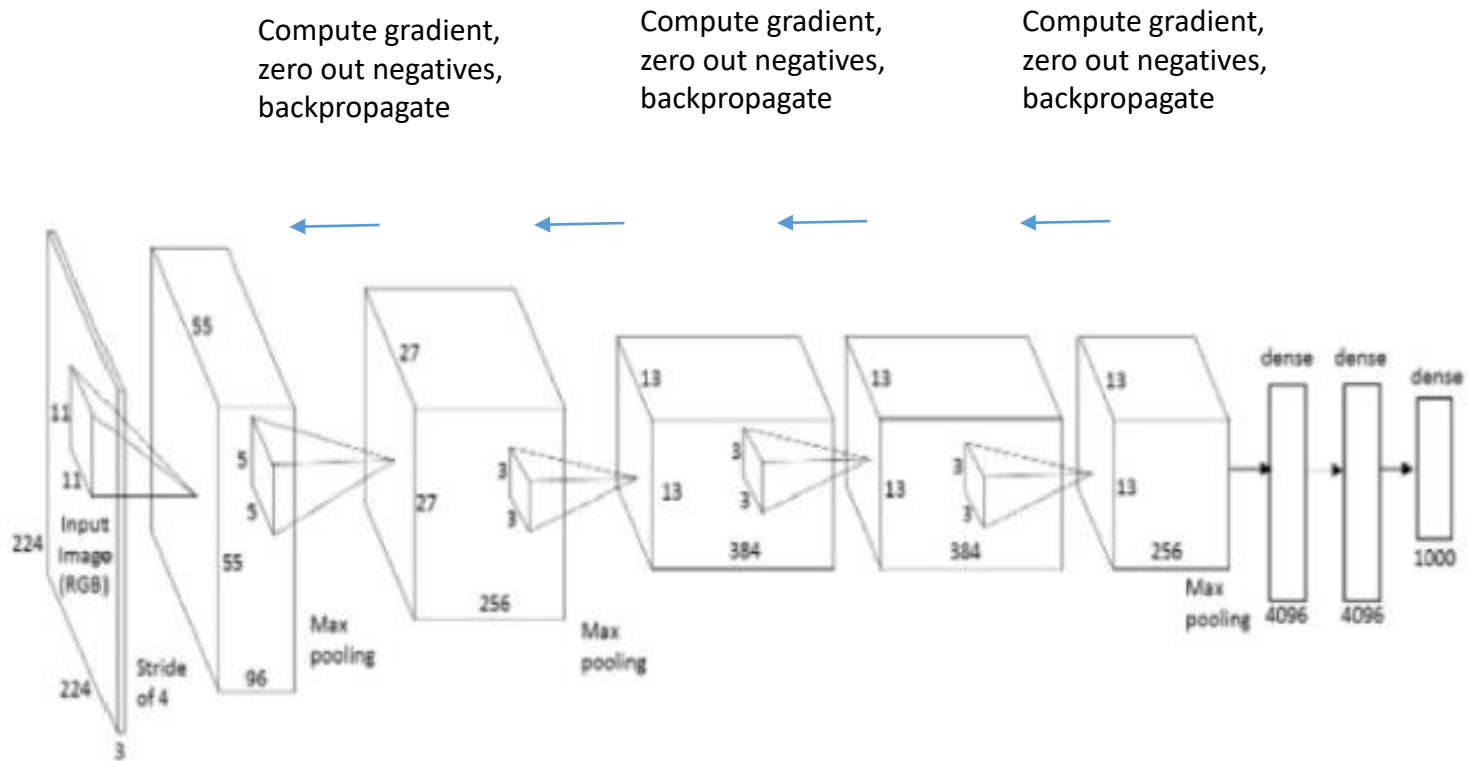 Compute gradient,
zero out negatives,
backpropagate
Compute gradient,
zero out negatives,
backpropagate
Compute gradient,
zero out negatives,
backpropagate
55
27
13
13
13
dense
dense
dense
11
11
5
5
3
3
3
3
3
3
224
Input
Imago
(RGB)
55
27
13
13
13
384
384
256
1000
256
Max
pooling
4096
4096
Max
pooling
Max
pooling
224
Stride
of 4
96
3